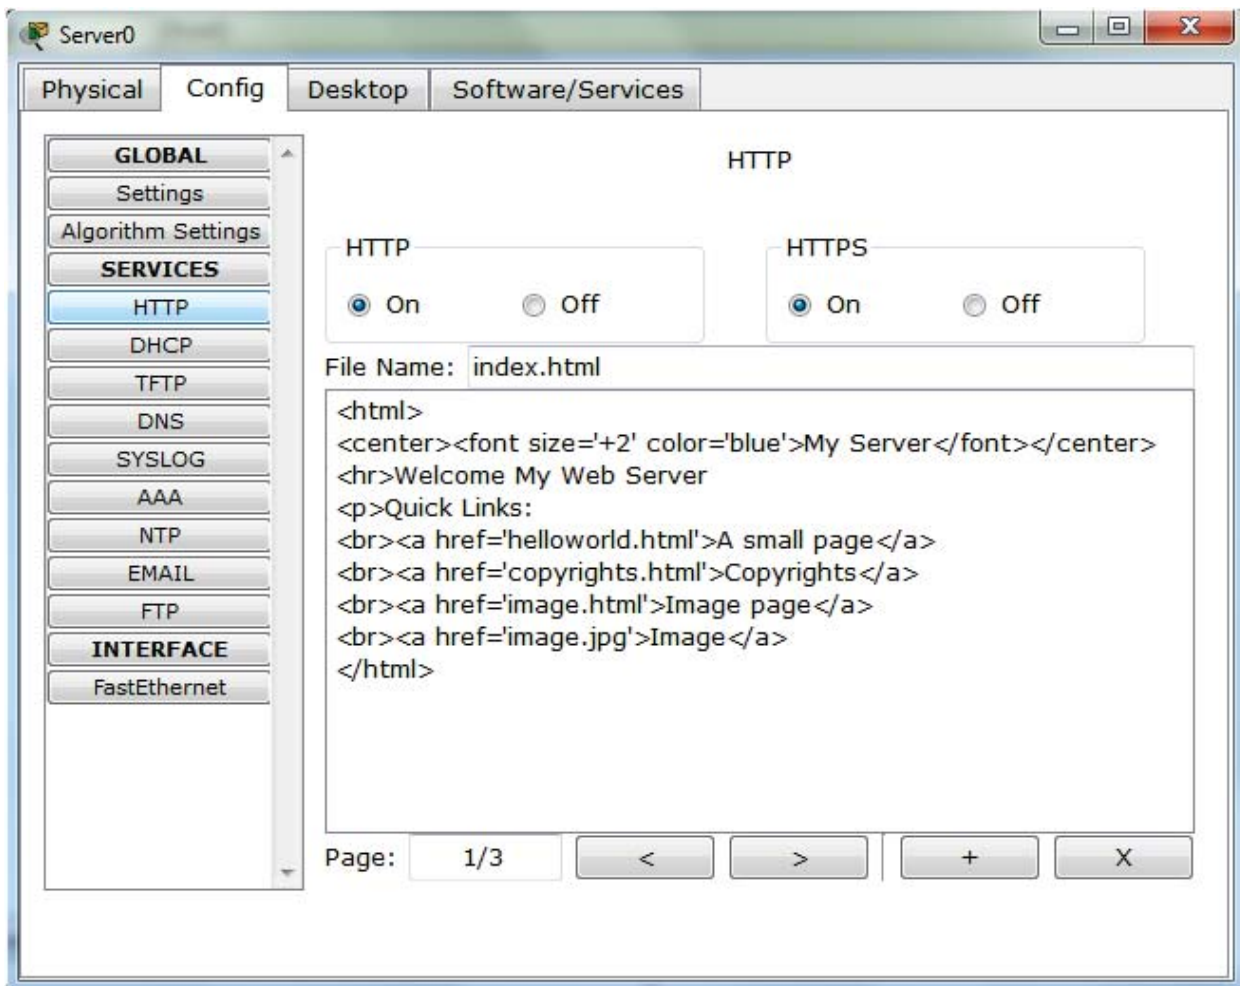 Server0
Physical
Config
Desktop
Software/Services
GLOBAL
Settings
Algorithm Settings
SERVICES
HTTP
DHCP
TFTP
DNS
SYSLOG
AAA
NTP
EMAIL
FTP
INTERFACE
FastEthernet
HTTP
HTTP
On
Off
HTTPS
On
Off
File Name: index.html
<html>
<center><font size='+2' color='blue'>My Server</font></center>
<hr>Welcome My Web Server
<p>Quick Links:
<br><a href='helloworld.html'>A small page</a>
<br><a href='copyrights.html'>Copyrights</a>
<br><a href='image.html'>Image page</a>
<br><a href='image.jpg'>Image</a>
</html>
Page: 1/3 < > + X